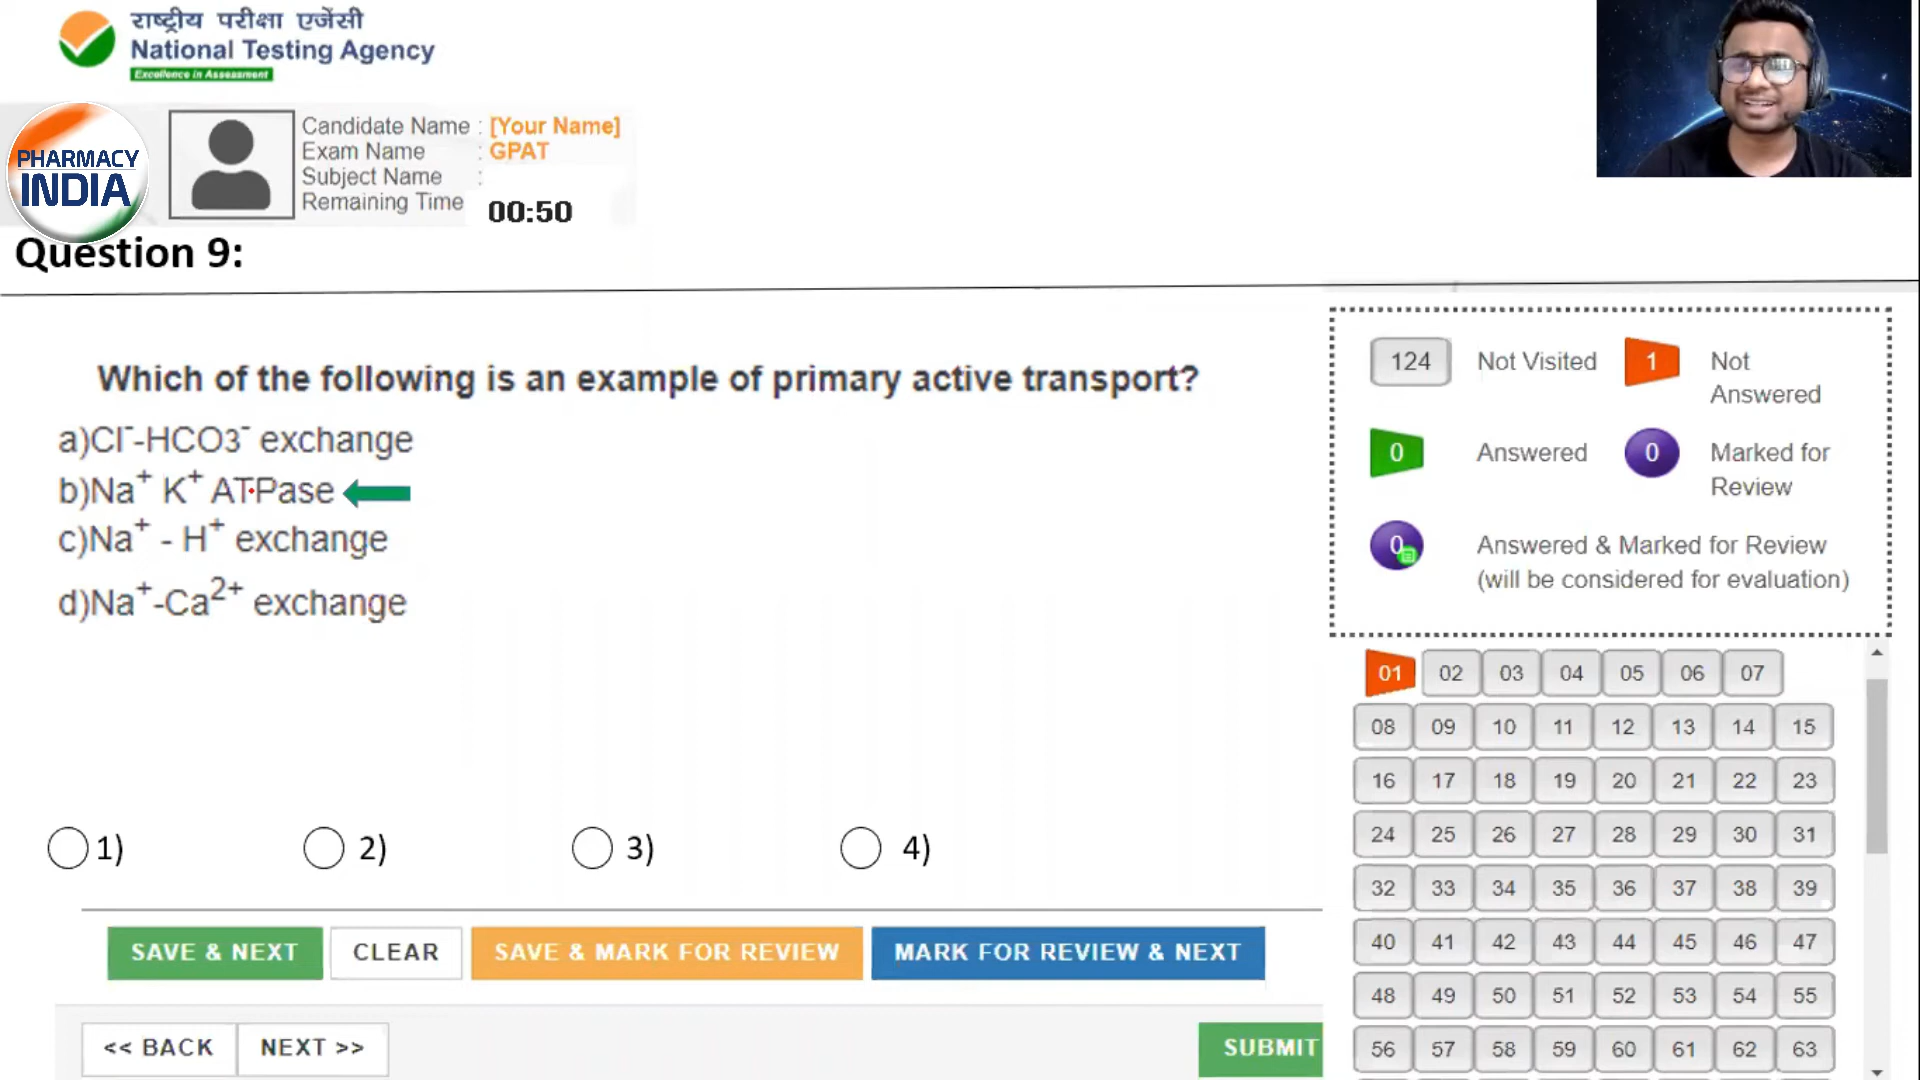 राष्ट्रीय परीक्षा एजेंसी
National Testing Agency
Excellence in Assessment
PHARMACY
INDIA
Candidate Name : [Your Name]
Exam Name : GPAT
Subject Name :
Remaining Time 00:50
Question 9:
Which of the following is an example of primary active transport?
a)Cl⁻-HCO3⁻ exchange
b)Na⁺ K⁺ ATPase
c)Na⁺ - H⁺ exchange
d)Na⁺-Ca²⁺ exchange
1) 2) 3) 4)
SAVE & NEXT CLEAR SAVE & MARK FOR REVIEW MARK FOR REVIEW & NEXT
<< BACK NEXT >> SUBMIT
124 Not Visited 1 Not
Answered
0 Answered 0 Marked for
Review
0 Answered & Marked for Review
(will be considered for evaluation)
01 02 03 04 05 06 07
08 09 10 11 12 13 14 15
16 17 18 19 20 21 22 23
24 25 26 27 28 29 30 31
32 33 34 35 36 37 38 39
40 41 42 43 44 45 46 47
48 49 50 51 52 53 54 55
56 57 58 59 60 61 62 63